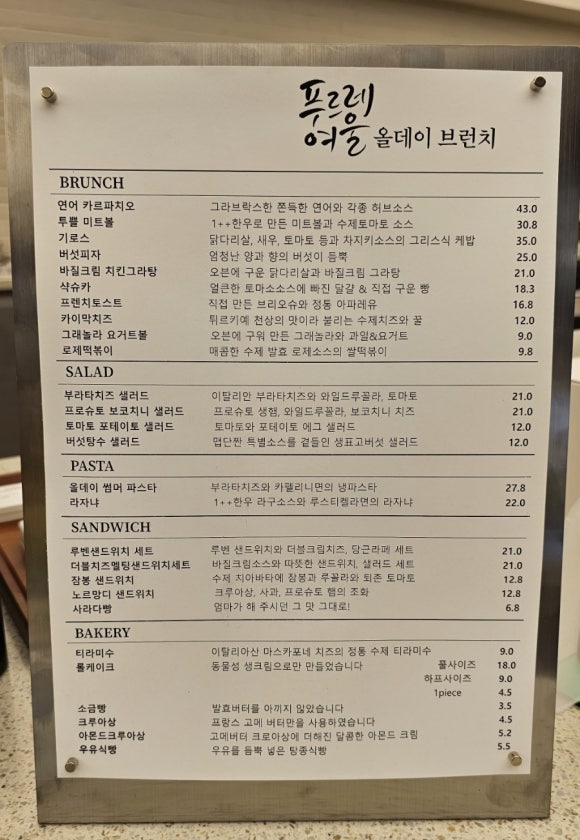 푸르레
여울 올데이 브런치
BRUNCH
연어 카르파치오 그라브락스한 쫀득한 연어와 각종 허브소스 43.0
투뿔 미트볼 1++한우로 만든 미트볼과 수제토마토 소스 30.8
기로스 닭다리살, 새우, 토마토 등과 차지키소스의 그리스식 케밥 35.0
버섯피자 엄청난 양과 향의 버섯이 듬뿍 25.0
바질크림 치킨그라탕 오븐에 구운 닭다리살과 바질크림 그라탕 21.0
샥슈카 얼큰한 토마소소스에 빠진 달걀 & 직접 구운 빵 18.3
프렌치토스트 직접 만든 브리오슈와 정통 아파레유 16.8
카이막치즈 튀르키예 천상의 맛이라 불리는 수제치즈와 꿀 12.0
그래놀라 요거트볼 오븐에 구워 만든 그래놀라와 과일&요거트 9.0
로제떡볶이 매콤한 수제 발효 로제소스의 쌀떡볶이 9.8
SALAD
부라타치즈 샐러드 이탈리안 부라타치즈와 와일드루꼴라, 토마토 21.0
프로슈토 보코치니 샐러드 프로슈토 생햄, 와일드루꼴라, 보코치니 치즈 21.0
토마토 포테이토 샐러드 토마토와 포테이토 에그 샐러드 12.0
버섯탕수 샐러드 맵단짠 특별소스를 곁들인 생표고버섯 샐러드 12.0
PASTA
올데이 썸머 파스타 부라타치즈와 카펠리니면의 냉파스타 27.8
라자냐 1++한우 라구소스와 루스티켈라면의 라자냐 22.0
SANDWICH
루벤샌드위치 세트 루벤 샌드위치와 더블크림치즈, 당근라페 세트 21.0
더블치즈멜팅샌드위치세트 바질크림소스와 따뜻한 샌드위치, 샐러드 세트 21.0
잠봉 샌드위치 수제 치아바타에 잠봉과 루꼴라와 퇴촌 토마토 12.8
노르망디 샌드위치 크루아상, 사과, 프로슈토 햄의 조화 12.8
사라다빵 엄마가 해 주시던 그 맛 그대로! 6.8
BAKERY
티라미수 이탈리아산 마스카포네 치즈의 정통 수제 티라미수 9.0
롤케이크 동물성 생크림으로만 만들었습니다 풀사이즈 18.0
하프사이즈 9.0
1piece 4.5
소금빵 발효버터를 아끼지 않았습니다 3.5
크루아상 프랑스 고메 버터만을 사용하였습니다 4.5
아몬드크루아상 고메버터 크로아상에 더해진 달콤한 아몬드 크림 5.2
우유식빵 우유를 듬뿍 넣은 탕종식빵 5.5